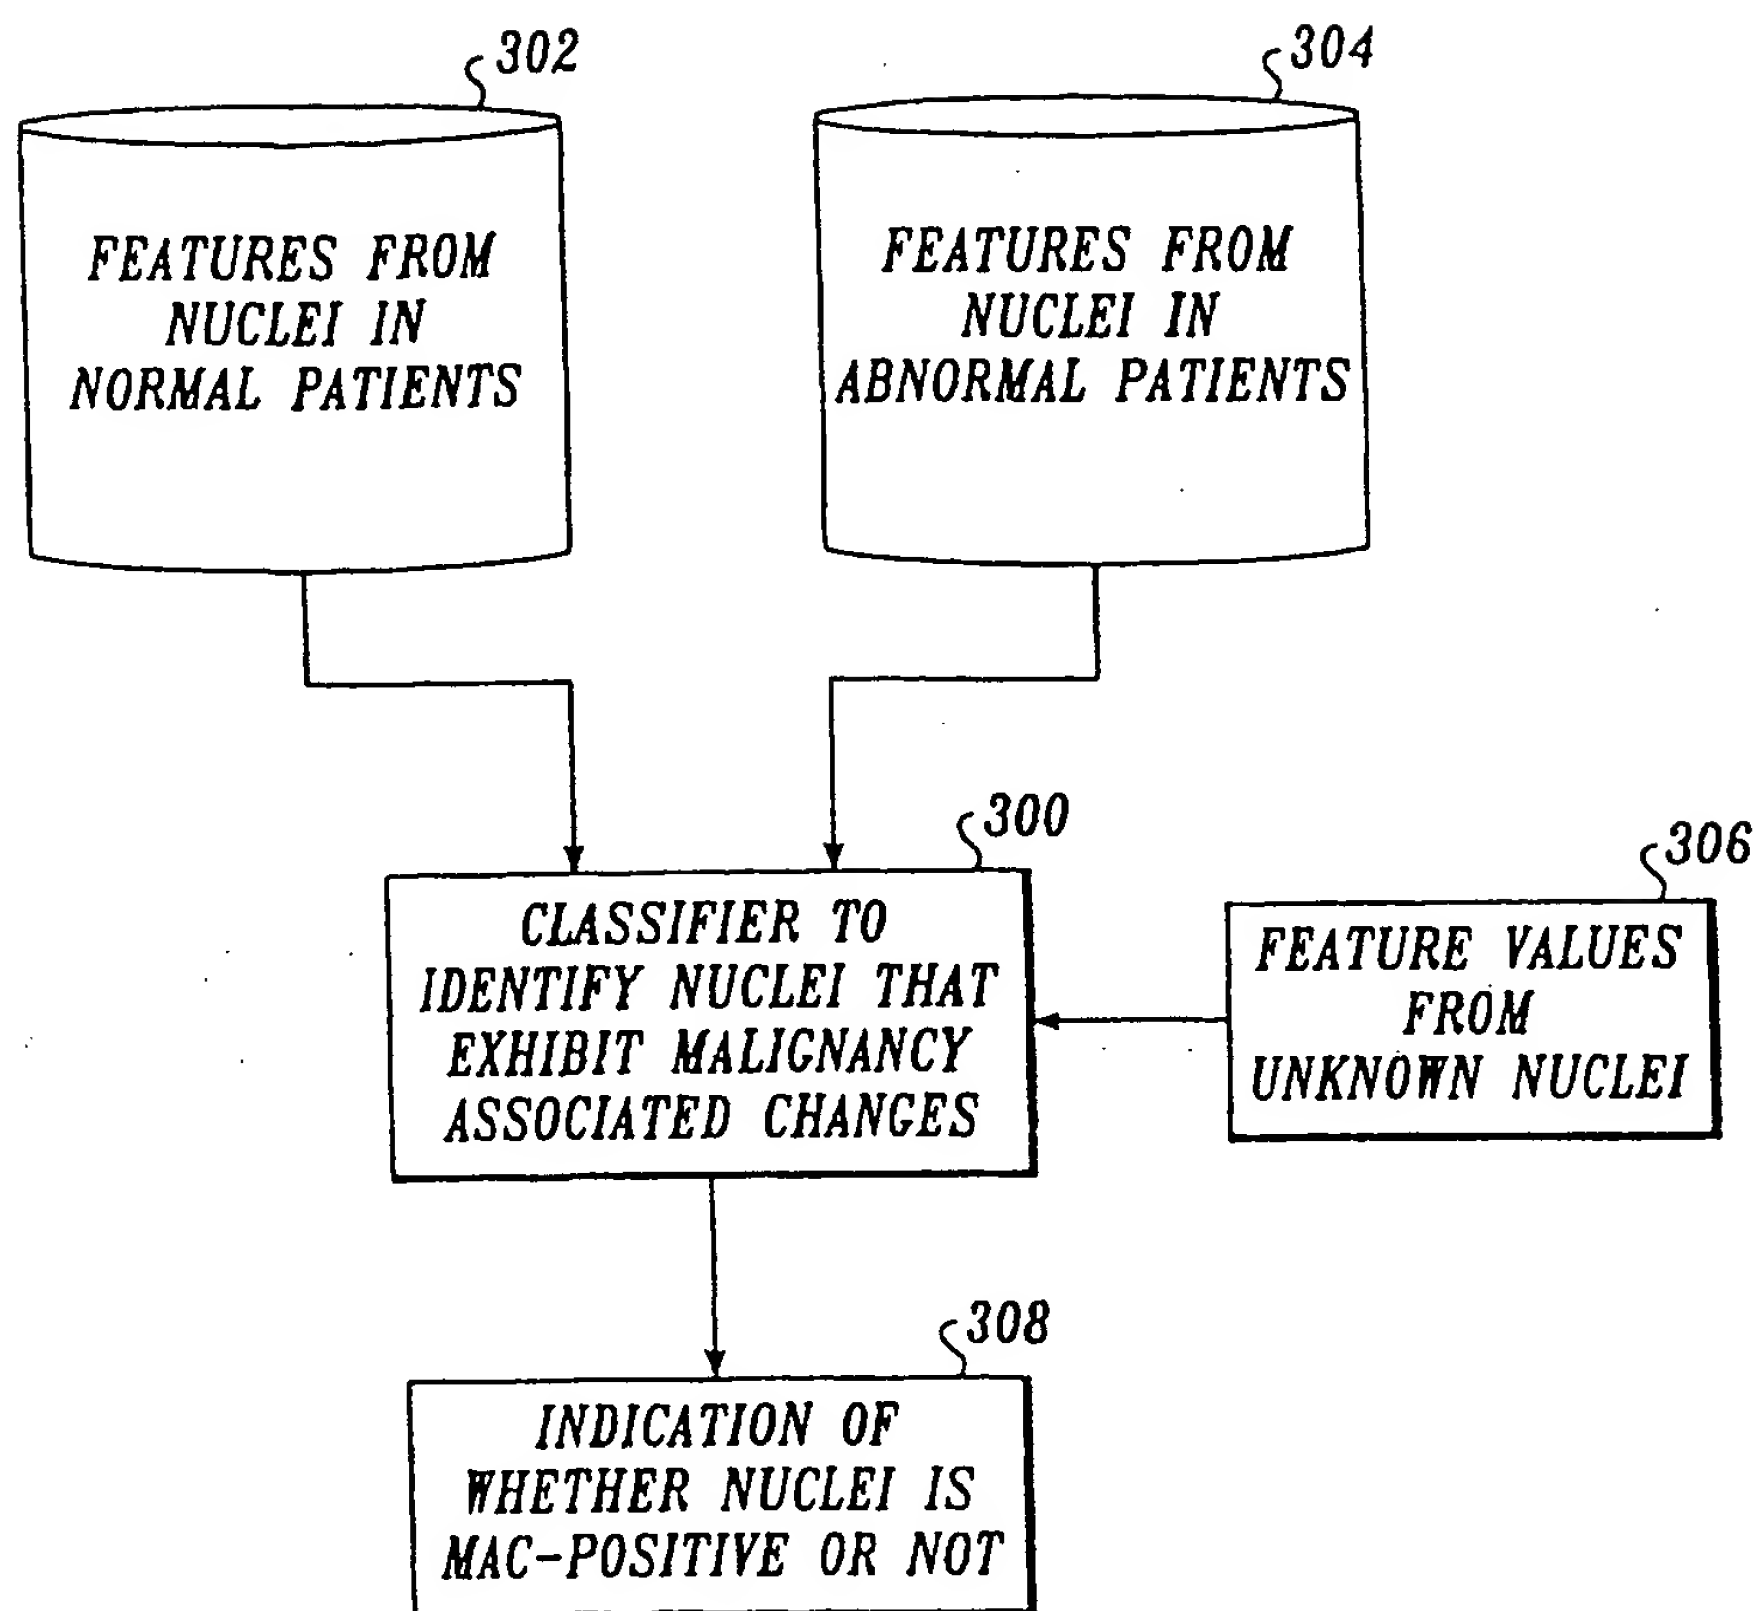 302
FEATURES FROM
NUCLEI IN
NORMAL PATIENTS
304
FEATURES FROM
NUCLEI IN
ABNORMAL PATIENTS
300
CLASSIFIER TO
IDENTIFY NUCLEI THAT
EXHIBIT MALIGNANCY
ASSOCIATED CHANGES
306
FEATURE VALUES
FROM
UNKNOWN NUCLEI
308
INDICATION OF
WHETHER NUCLEI IS
MAC-POSITIVE OR NOT